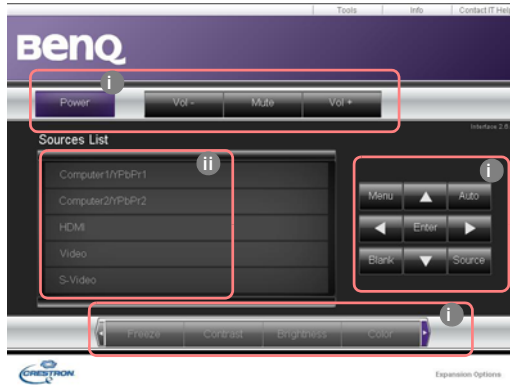 Tools Info Contact IT Help
BenQ
i
Power Vol - Mute Vol +
Interface 2.6
Sources List
ii
i
Computer1/YPbPr1
Computer2/YPbPr2
HDMI
Video
S-Video
Menu Auto
Enter
Blank Source
i
Freeze Contrast Brightness Color
CRESTRON
Expansion Options